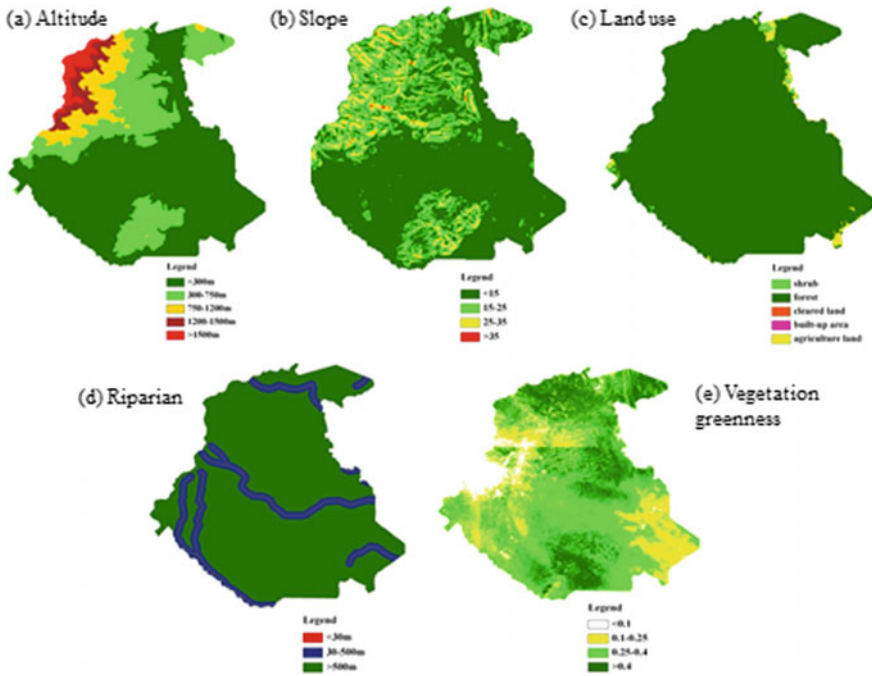 (a) Altitude
(b) Slope
(c) Land use
Legend
<300m
300-750m
750-1200m
1200-1500m
>1500m
Legend
<15
15-25
25-35
>35
Legend
shrub
forest
cleared land
built-up area
agriculture land
(d) Riparian
(e) Vegetation
greenness
Legend
<30m
30-500m
>500m
Legend
<0.1
0.1-0.25
0.25-0.4
>0.4